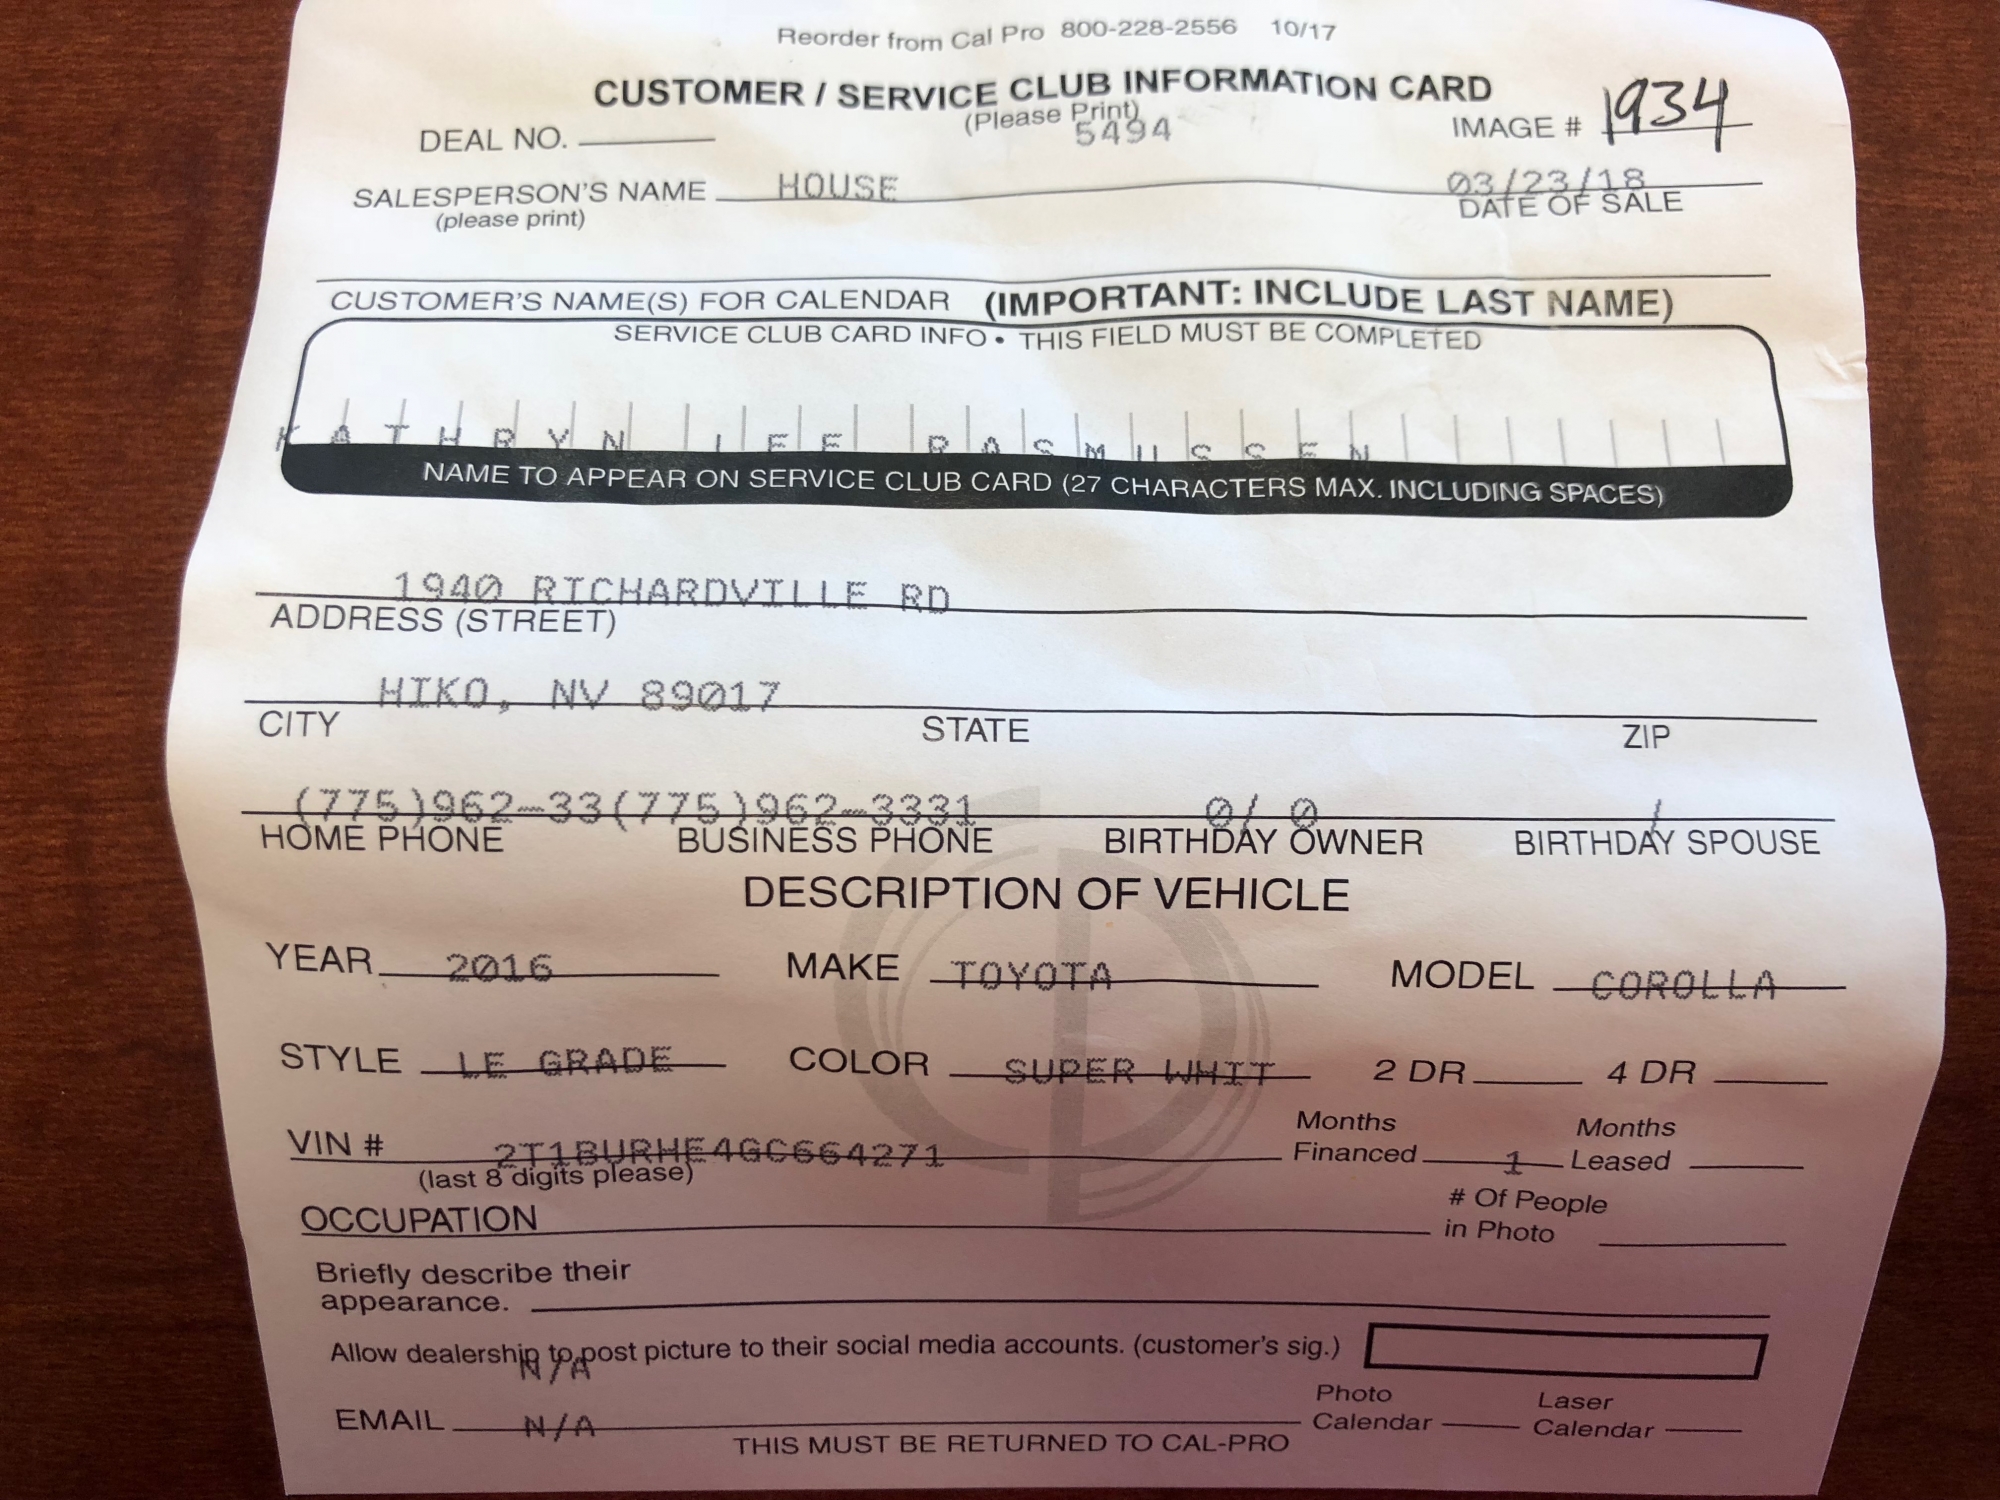 Reorder from Cal Pro 800-228-2556 10/17
CUSTOMER / SERVICE CLUB INFORMATION CARD
(Please Print)
DEAL NO. 5494 IMAGE # 1934
SALESPERSON'S NAME HOUSE 03/23/18
(please print) DATE OF SALE
CUSTOMER'S NAME(S) FOR CALENDAR (IMPORTANT: INCLUDE LAST NAME)
SERVICE CLUB CARD INFO • THIS FIELD MUST BE COMPLETED
KATHRYN LEE RASMUSSEN
NAME TO APPEAR ON SERVICE CLUB CARD (27 CHARACTERS MAX. INCLUDING SPACES)
1940 RICHARDVILLE RD
ADDRESS (STREET)
HIKO, NV 89017
CITY STATE ZIP
(775)962-33(775)962-3331 0/ 0 /
HOME PHONE BUSINESS PHONE BIRTHDAY OWNER BIRTHDAY SPOUSE
DESCRIPTION OF VEHICLE
YEAR 2016 MAKE TOYOTA MODEL COROLLA
STYLE LE GRADE COLOR SUPER WHIT 2 DR 4 DR
VIN # 2T1BURHE4GC664271 Months Financed 1 Months Leased
(last 8 digits please)
OCCUPATION # Of People in Photo
Briefly describe their
appearance.
Allow dealership to post picture to their social media accounts. (customer's sig.)
N/A
EMAIL N/A Photo Calendar Laser Calendar
THIS MUST BE RETURNED TO CAL-PRO